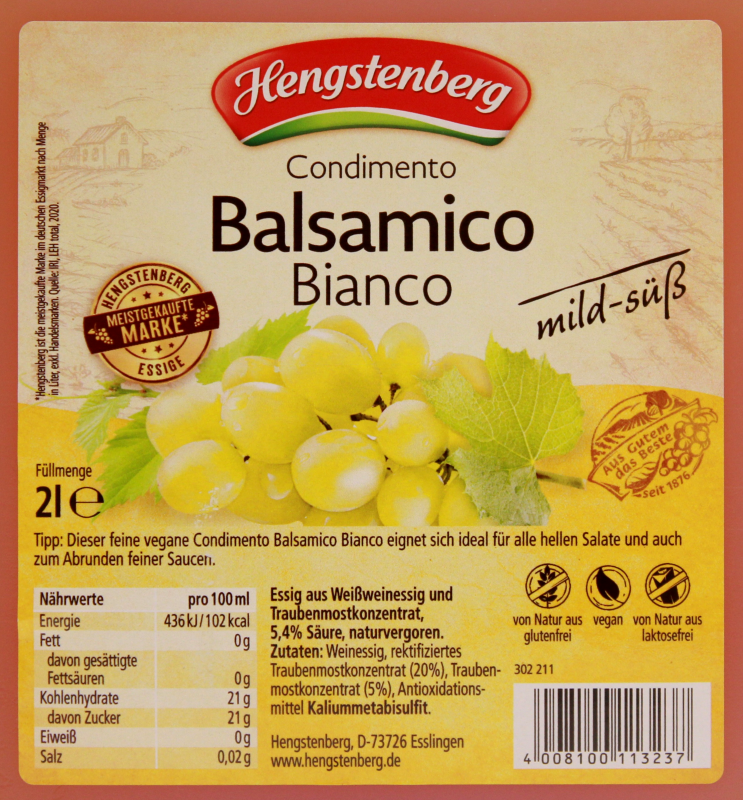 Hengstenberg
Condimento
Balsamico
Bianco
mild-süß
*Hengstenberg ist die meistgekaufte Marke im deutschen Essigmarkt nach Menge
in Liter, exkl. Handelsmarken. Quelle: IRI, LEH total, 2020.
HENGSTENBERG
MEISTGEKAUFTE
MARKE*
ESSIGE
Aus Gutem
das Beste
seit 1876
Füllmenge
2l e
Tipp: Dieser feine vegane Condimento Balsamico Bianco eignet sich ideal für alle hellen Salate und auch
zum Abrunden feiner Saucen.
Nährwerte pro 100 ml
Energie 436 kJ / 102 kcal
Fett 0 g
davon gesättigte
Fettsäuren 0 g
Kohlenhydrate 21 g
davon Zucker 21 g
Eiweiß 0 g
Salz 0,02 g
Essig aus Weißweinessig und
Traubenmostkonzentrat,
5,4% Säure, naturvergoren.
Zutaten: Weinessig, rektifiziertes
Traubenmostkonzentrat (20%), Trauben-
mostkonzentrat (5%), Antioxidations-
mittel Kaliummetabisulfit.
Hengstenberg, D-73726 Esslingen
www.hengstenberg.de
von Natur aus
glutenfrei
vegan
von Natur aus
laktosefrei
302 211
4 008100 113237